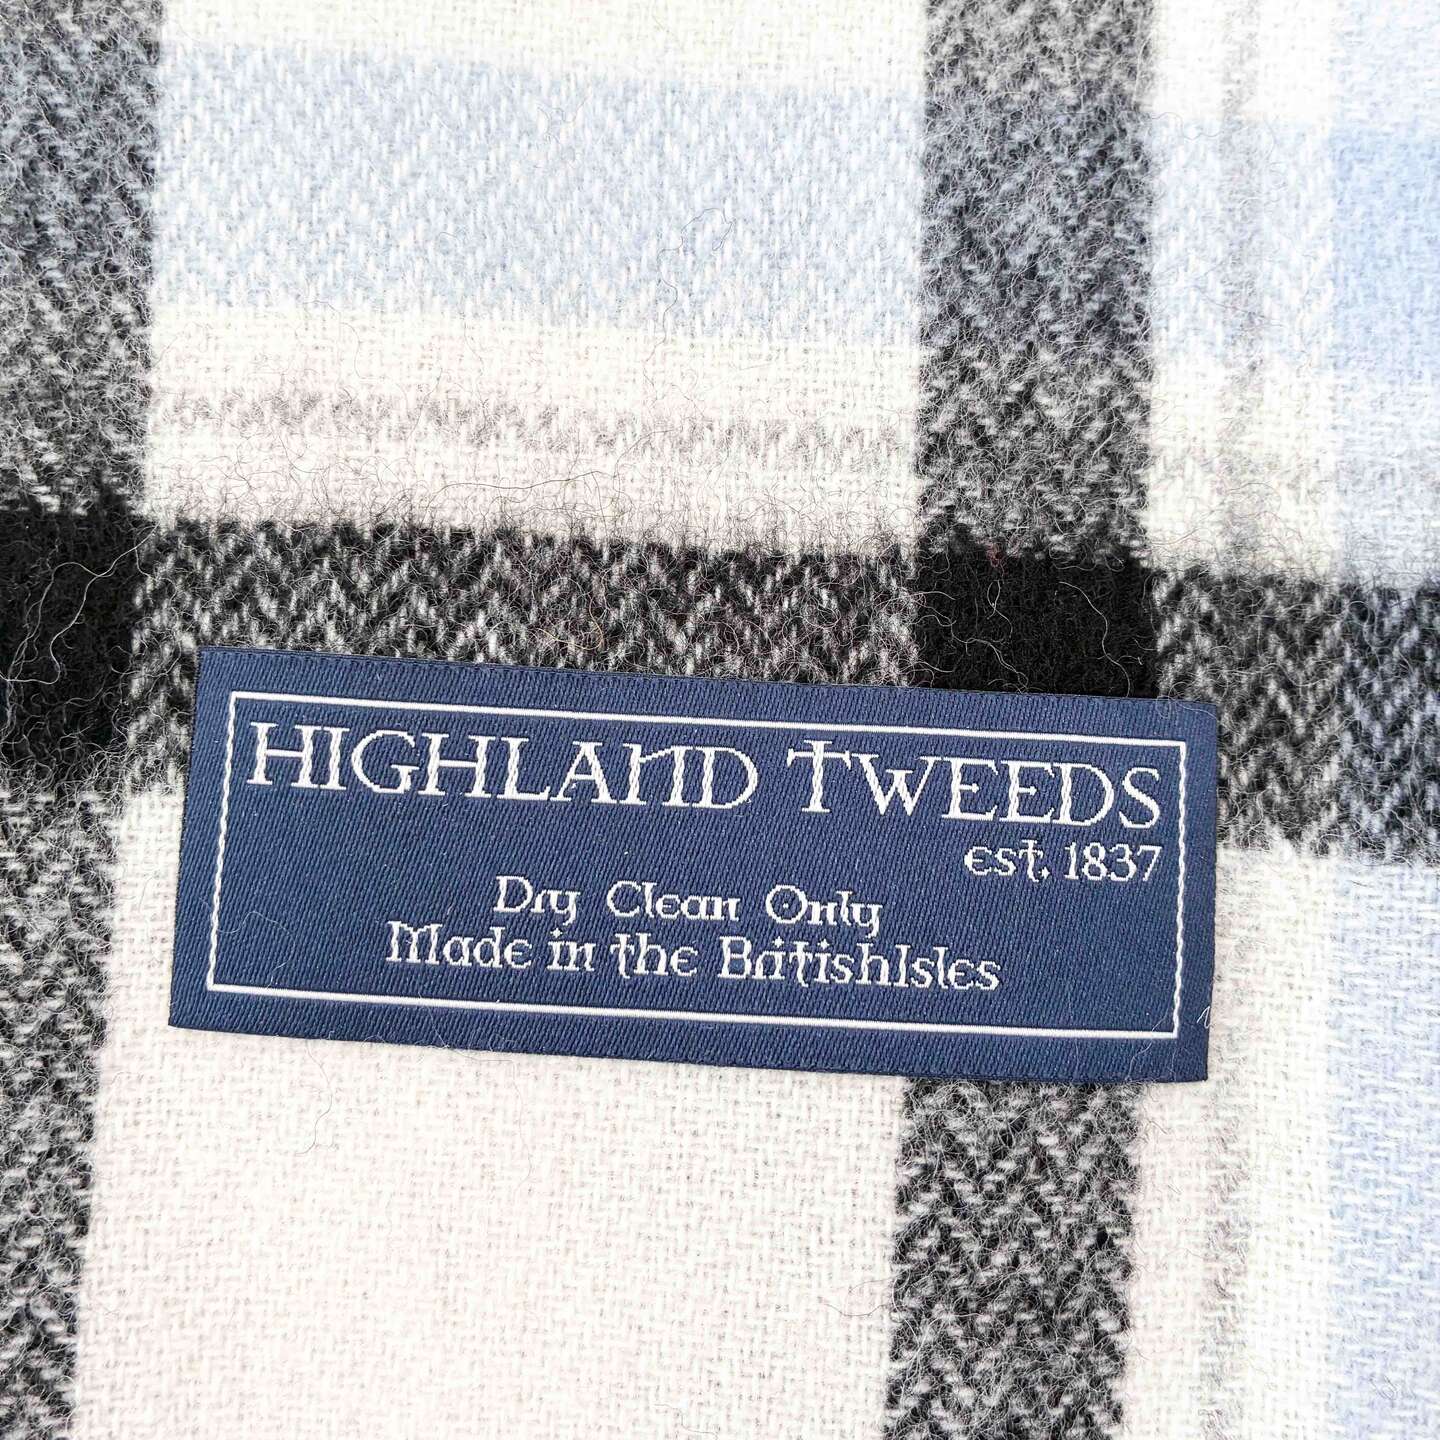 HIGHLAND TWEEDS
est. 1837
Dry Clean Only
Made in the BritishIsles